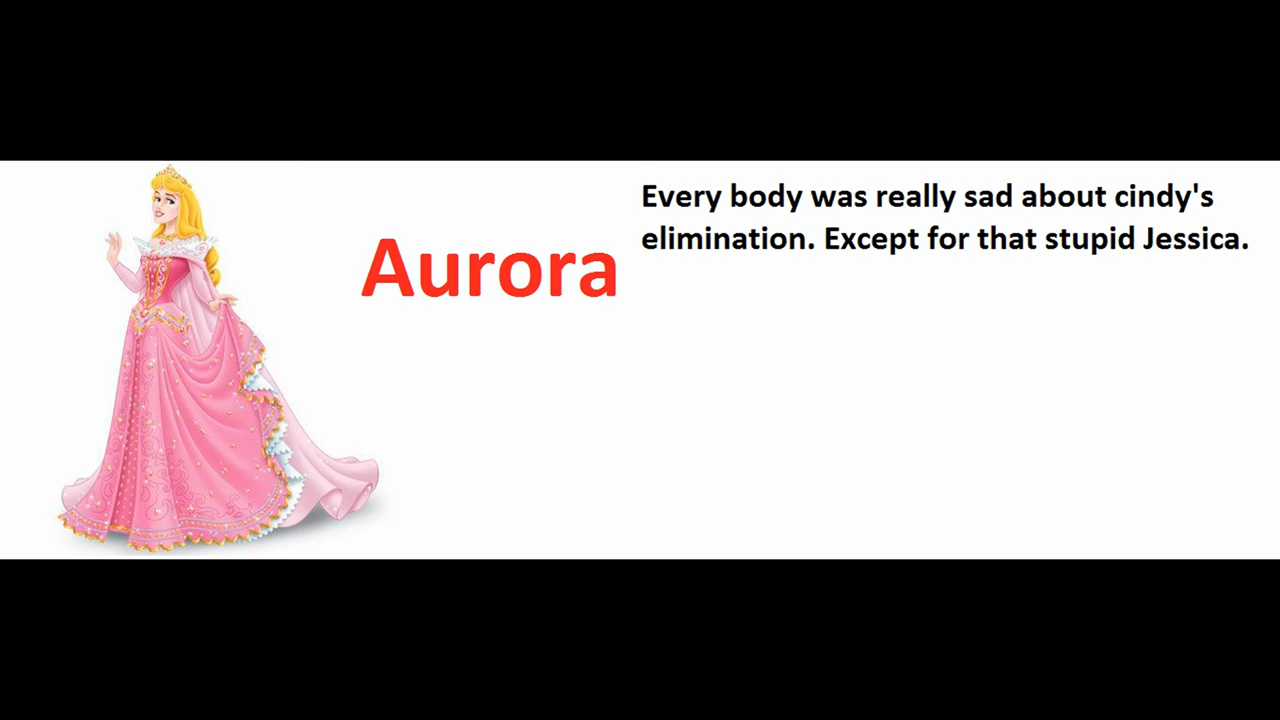 Aurora
Every body was really sad about cindy's
elimination. Except for that stupid Jessica.